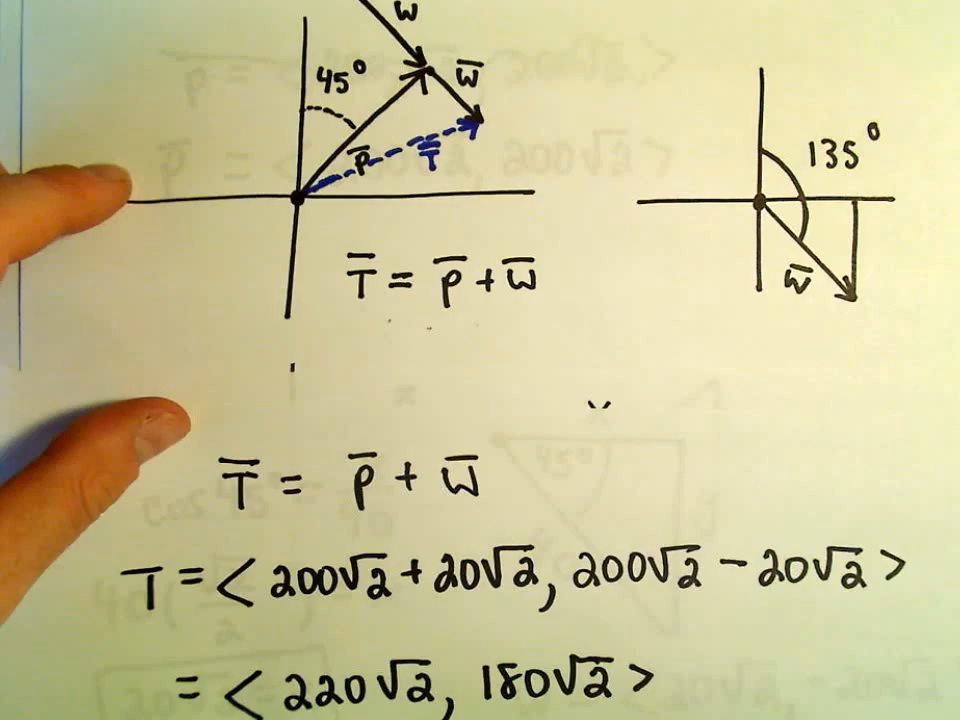 w
45°
w̅
p̅
T̅
135°
w̅
T̅ = p̅ + w̅
T̅ = p̅ + w̅
T = < 200√2 + 20√2, 200√2 − 20√2 >
= < 220√2, 180√2 >